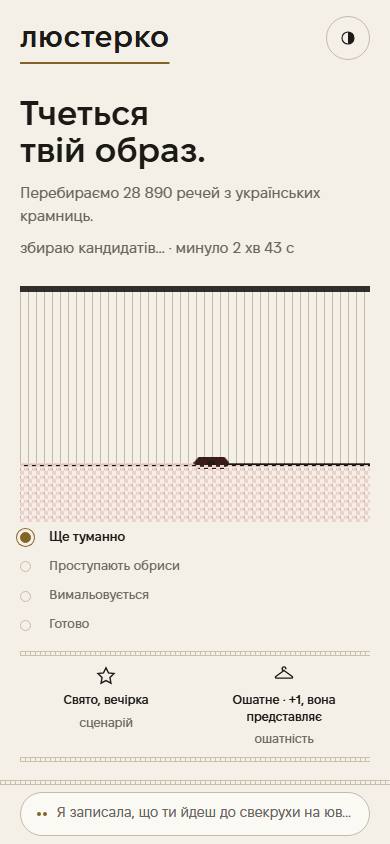 люстерко
Тчеться
твій образ.
Перебираємо 28 890 речей з українських
крамниць.
збираю кандидатів... · минуло 2 хв 43 с
Ще туманно
Проступають обриси
Вимальовується
Готово
Свято, вечірка
сценарій
Ошатне · +1, вона
представляє
ошатність
Я записала, що ти йдеш до свекрухи на юв...